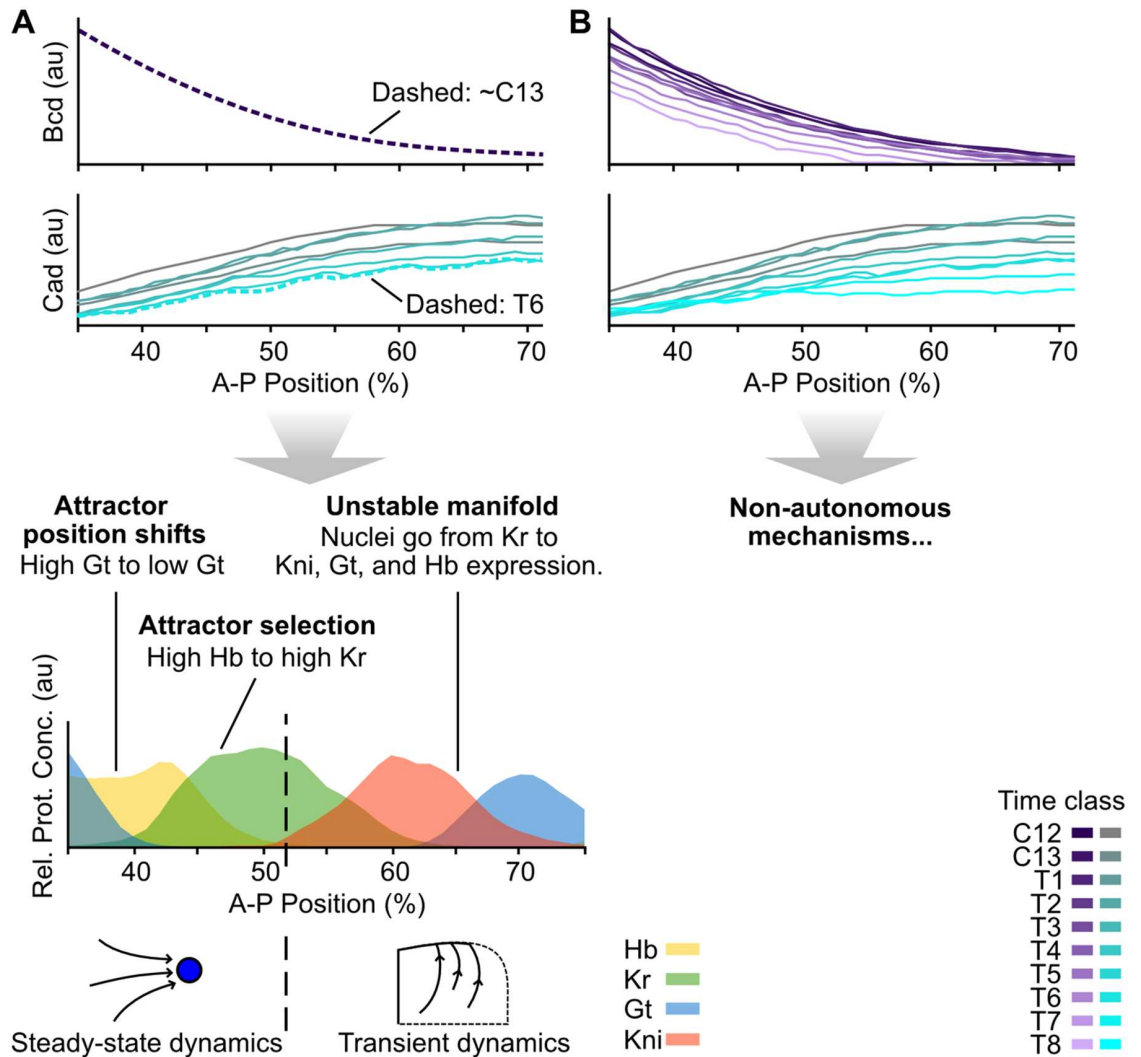 A
Bcd (au)
Dashed: ~C13
Cad (au)
Dashed: T6
40 50 60 70
A-P Position (%)
B
40 50 60 70
A-P Position (%)
Attractor
position shifts
High Gt to low Gt
Unstable manifold
Nuclei go from Kr to
Kni, Gt, and Hb expression.
Attractor selection
High Hb to high Kr
Non-autonomous
mechanisms...
Rel. Prot. Conc. (au)
40 50 60 70
A-P Position (%)
Steady-state dynamics
Transient dynamics
Hb
Kr
Gt
Kni
Time class
C12
C13
T1
T2
T3
T4
T5
T6
T7
T8